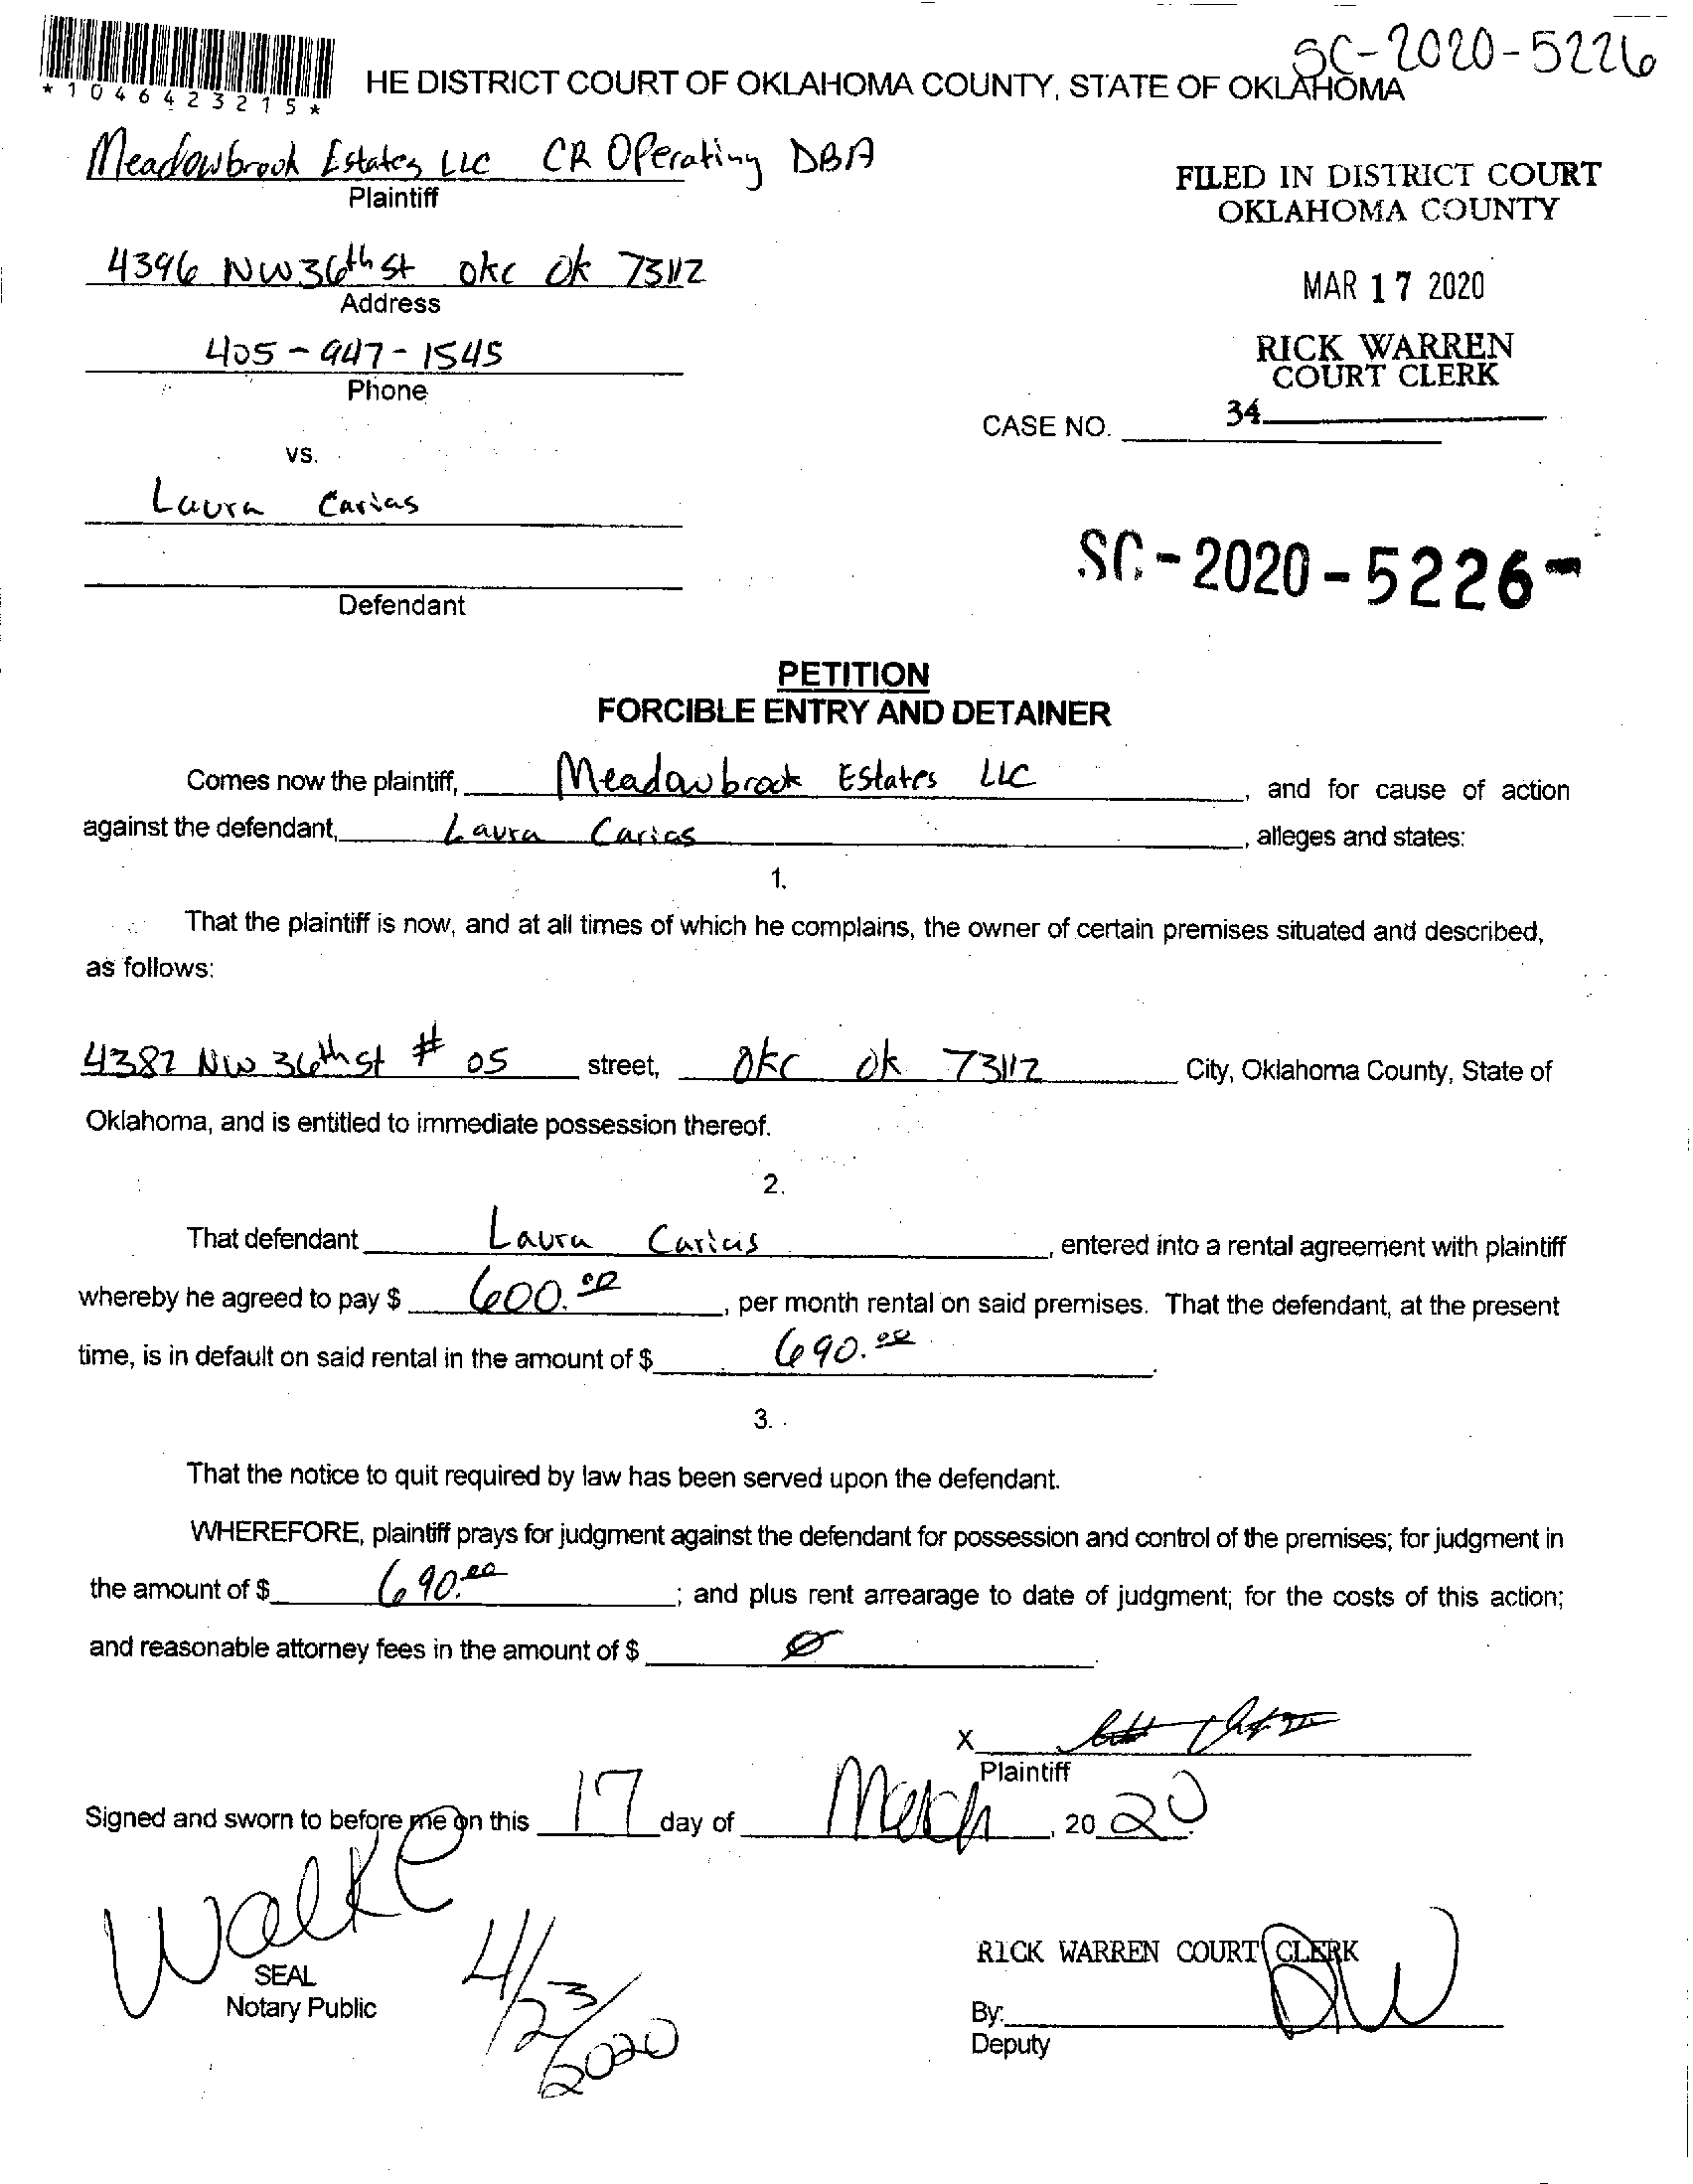 SC-2020-5226
*1046423215*
HE DISTRICT COURT OF OKLAHOMA COUNTY, STATE OF OKLAHOMA
Meadowbrook Estates LLC CR Operating DBA
Plaintiff
FILED IN DISTRICT COURT
OKLAHOMA COUNTY
4396 NW 36th st okc ok 73112
Address
MAR 17 2020
405-947-1545
Phone
RICK WARREN
COURT CLERK
34
CASE NO.
vs.
Laura Carias
SC-2020-5226-
Defendant
PETITION
FORCIBLE ENTRY AND DETAINER
Comes now the plaintiff, Meadowbrook Estates LLC, and for cause of action
against the defendant, Laura Carias, alleges and states:
1.
That the plaintiff is now, and at all times of which he complains, the owner of certain premises situated and described,
as follows:
4382 NW 36th st # 05 street, Okc ok 73112 City, Oklahoma County, State of
Oklahoma, and is entitled to immediate possession thereof.
2.
That defendant Laura Carias, entered into a rental agreement with plaintiff
whereby he agreed to pay $ 600.00, per month rental on said premises. That the defendant, at the present
time, is in default on said rental in the amount of $ 690.00.
3.
That the notice to quit required by law has been served upon the defendant.
WHEREFORE, plaintiff prays for judgment against the defendant for possession and control of the premises; for judgment in
the amount of $ 690.00; and plus rent arrearage to date of judgment; for the costs of this action;
and reasonable attorney fees in the amount of $ Ø
X
Plaintiff
Signed and sworn to before me on this 17 day of March, 20 20
Walke
SEAL
Notary Public
4/23/2020
RICK WARREN COURT CLERK
By: DW
Deputy